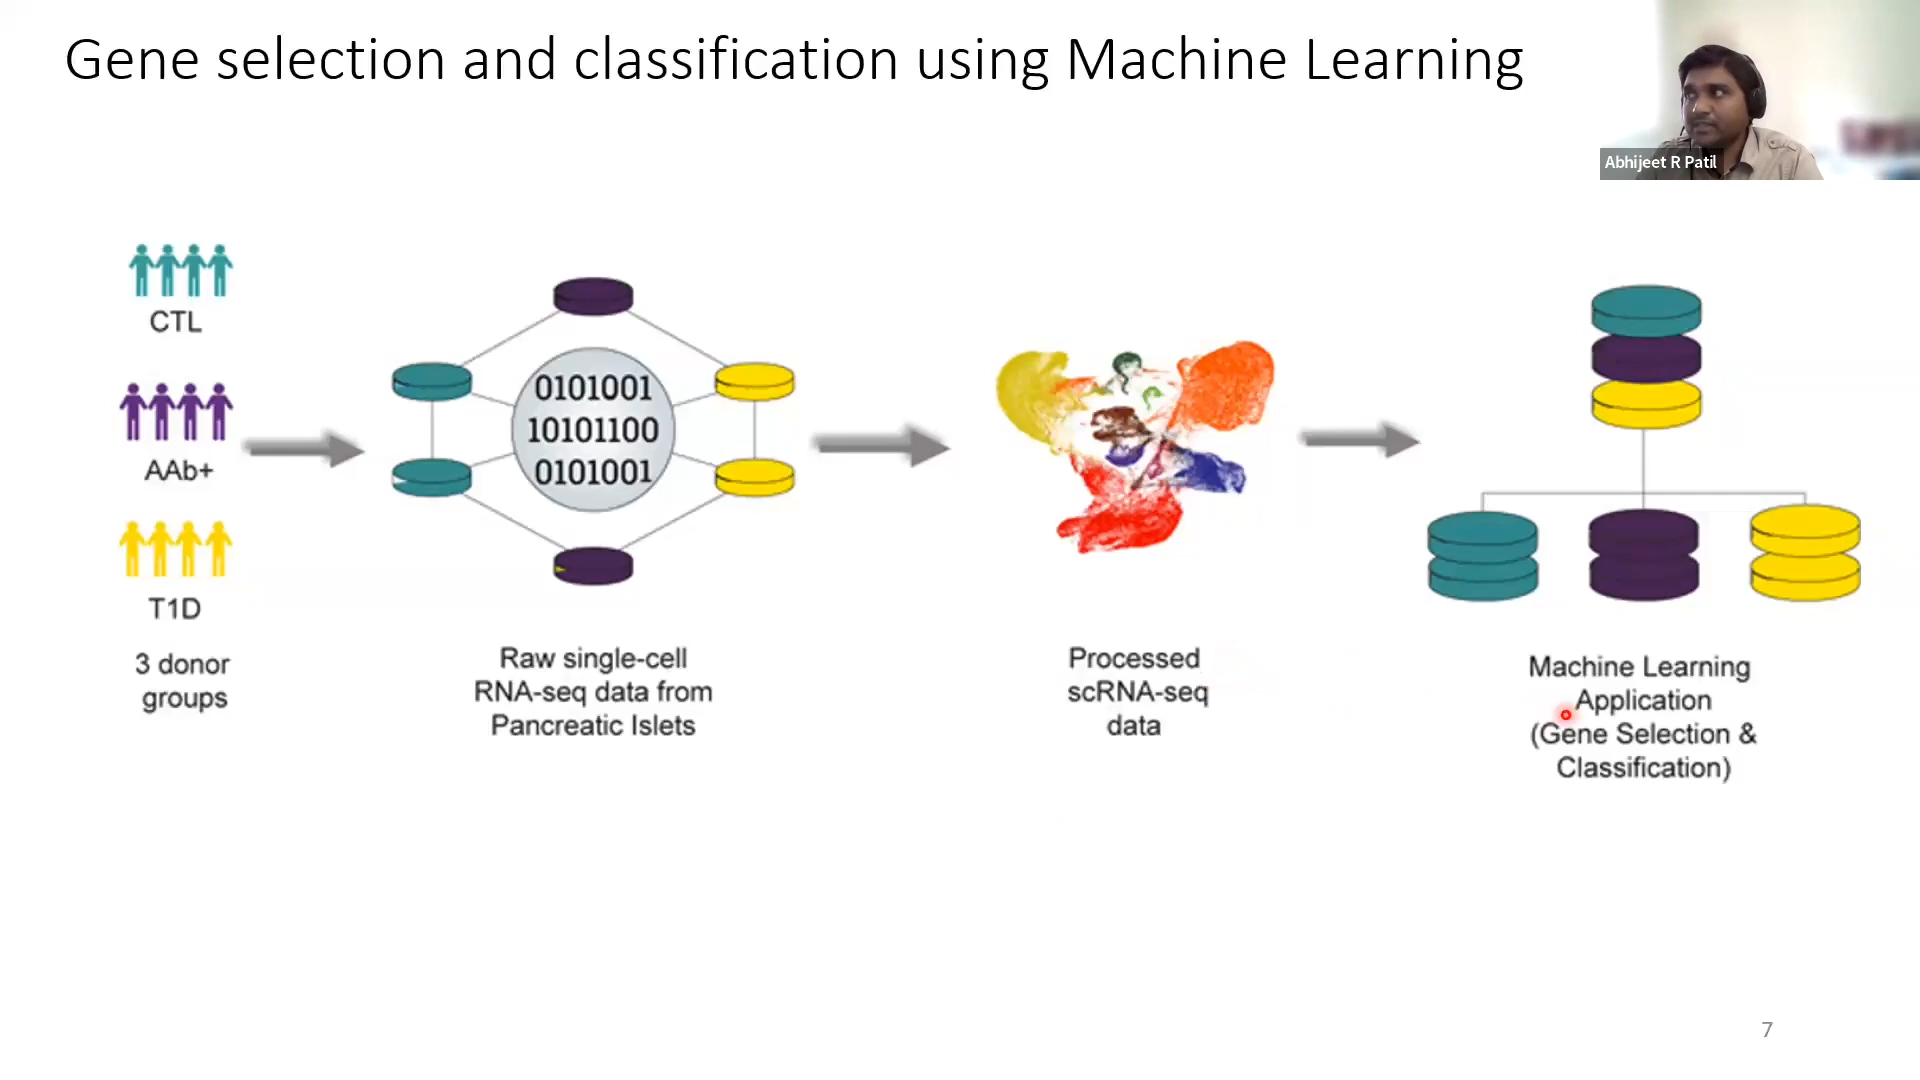 Gene selection and classification using Machine Learning
Abhijeet R Patil
CTL
AAb+
T1D
3 donor
groups
0101001
10101100
0101001
Raw single-cell
RNA-seq data from
Pancreatic Islets
Processed
scRNA-seq
data
Machine Learning
Application
(Gene Selection &
Classification)
7